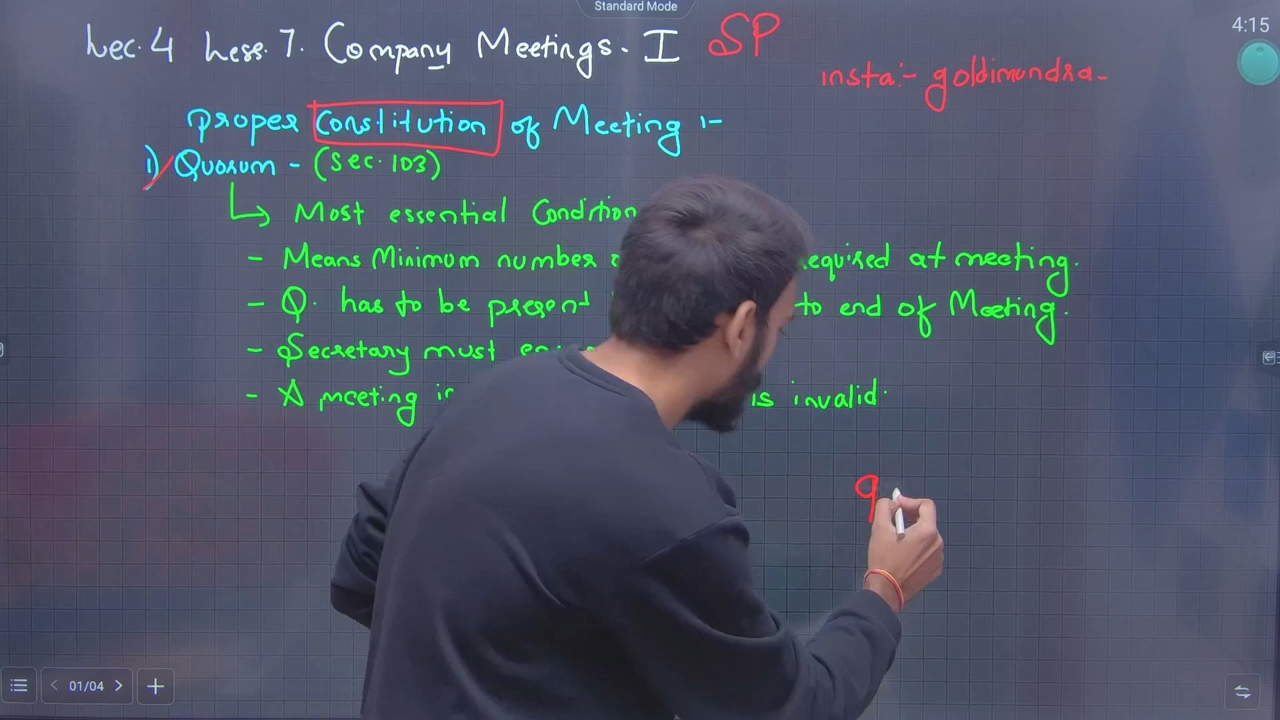 Standard Mode
4:15
Lec. 4 Less. 7. Company Meetings - I SP
insta:- goldimundra-
Proper Constitution of Meeting :-
1) Quorum - (Sec. 103)
Most essential Condition
- Means Minimum number required at meeting.
- Q. has to be present to end of Meeting.
- Secretary must
- A meeting is invalid.
9
01/04